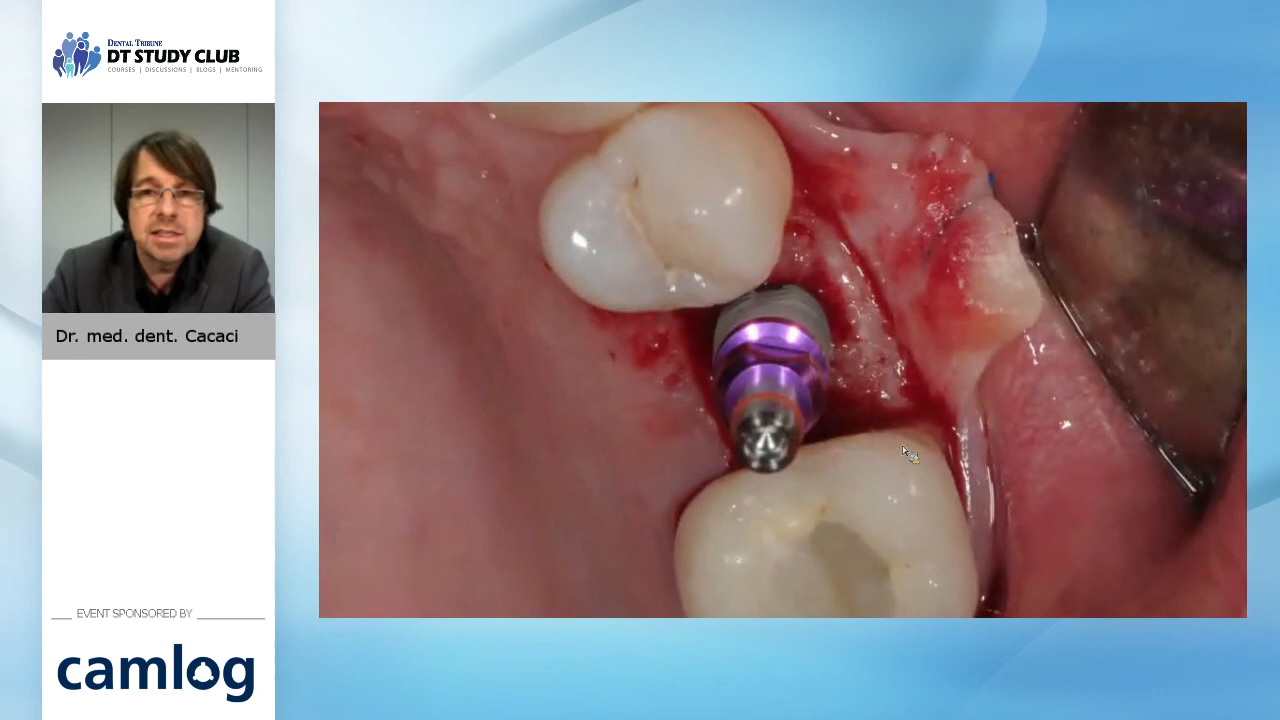 DENTAL TRIBUNE
DT STUDY CLUB
COURSES | DISCUSSIONS | BLOGS | MENTORING
Dr. med. dent. Cacaci
EVENT SPONSORED BY
camlog